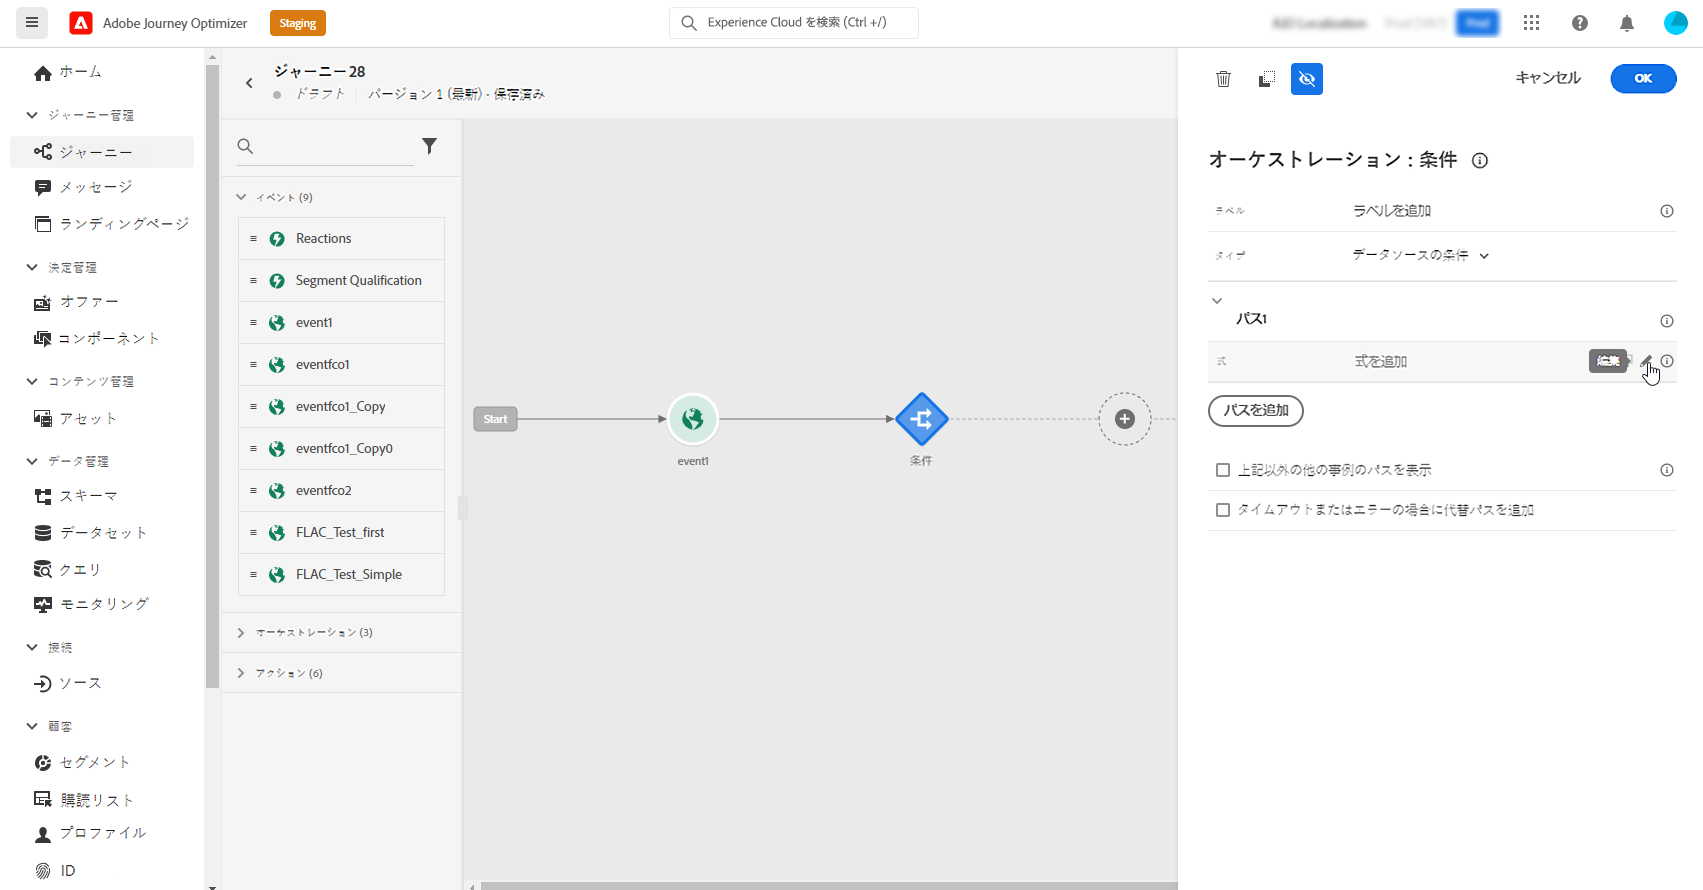 Adobe Journey Optimizer
Staging
Experience Cloud を検索 (Ctrl +/)
ホーム
ジャーニー管理
ジャーニー
メッセージ
ランディングページ
決定管理
オファー
コンポーネント
コンテンツ管理
アセット
データ管理
スキーマ
データセット
クエリ
モニタリング
接続
ソース
顧客
セグメント
購読リスト
プロファイル
ID
ジャーニー28
ドラフト
バージョン 1 (最新) - 保存済み
イベント (9)
Reactions
Segment Qualification
event1
eventfco1
eventfco1_Copy
eventfco1_Copy0
eventfco2
FLAC_Test_first
FLAC_Test_Simple
オーケストレーション (3)
アクション (6)
Start
event1
条件
キャンセル
OK
オーケストレーション : 条件
ラベル
ラベルを追加
タイプ
データソースの条件
パス1
式
式を追加
編集
パスを追加
上記以外の他の事例のパスを表示
タイムアウトまたはエラーの場合に代替パスを追加